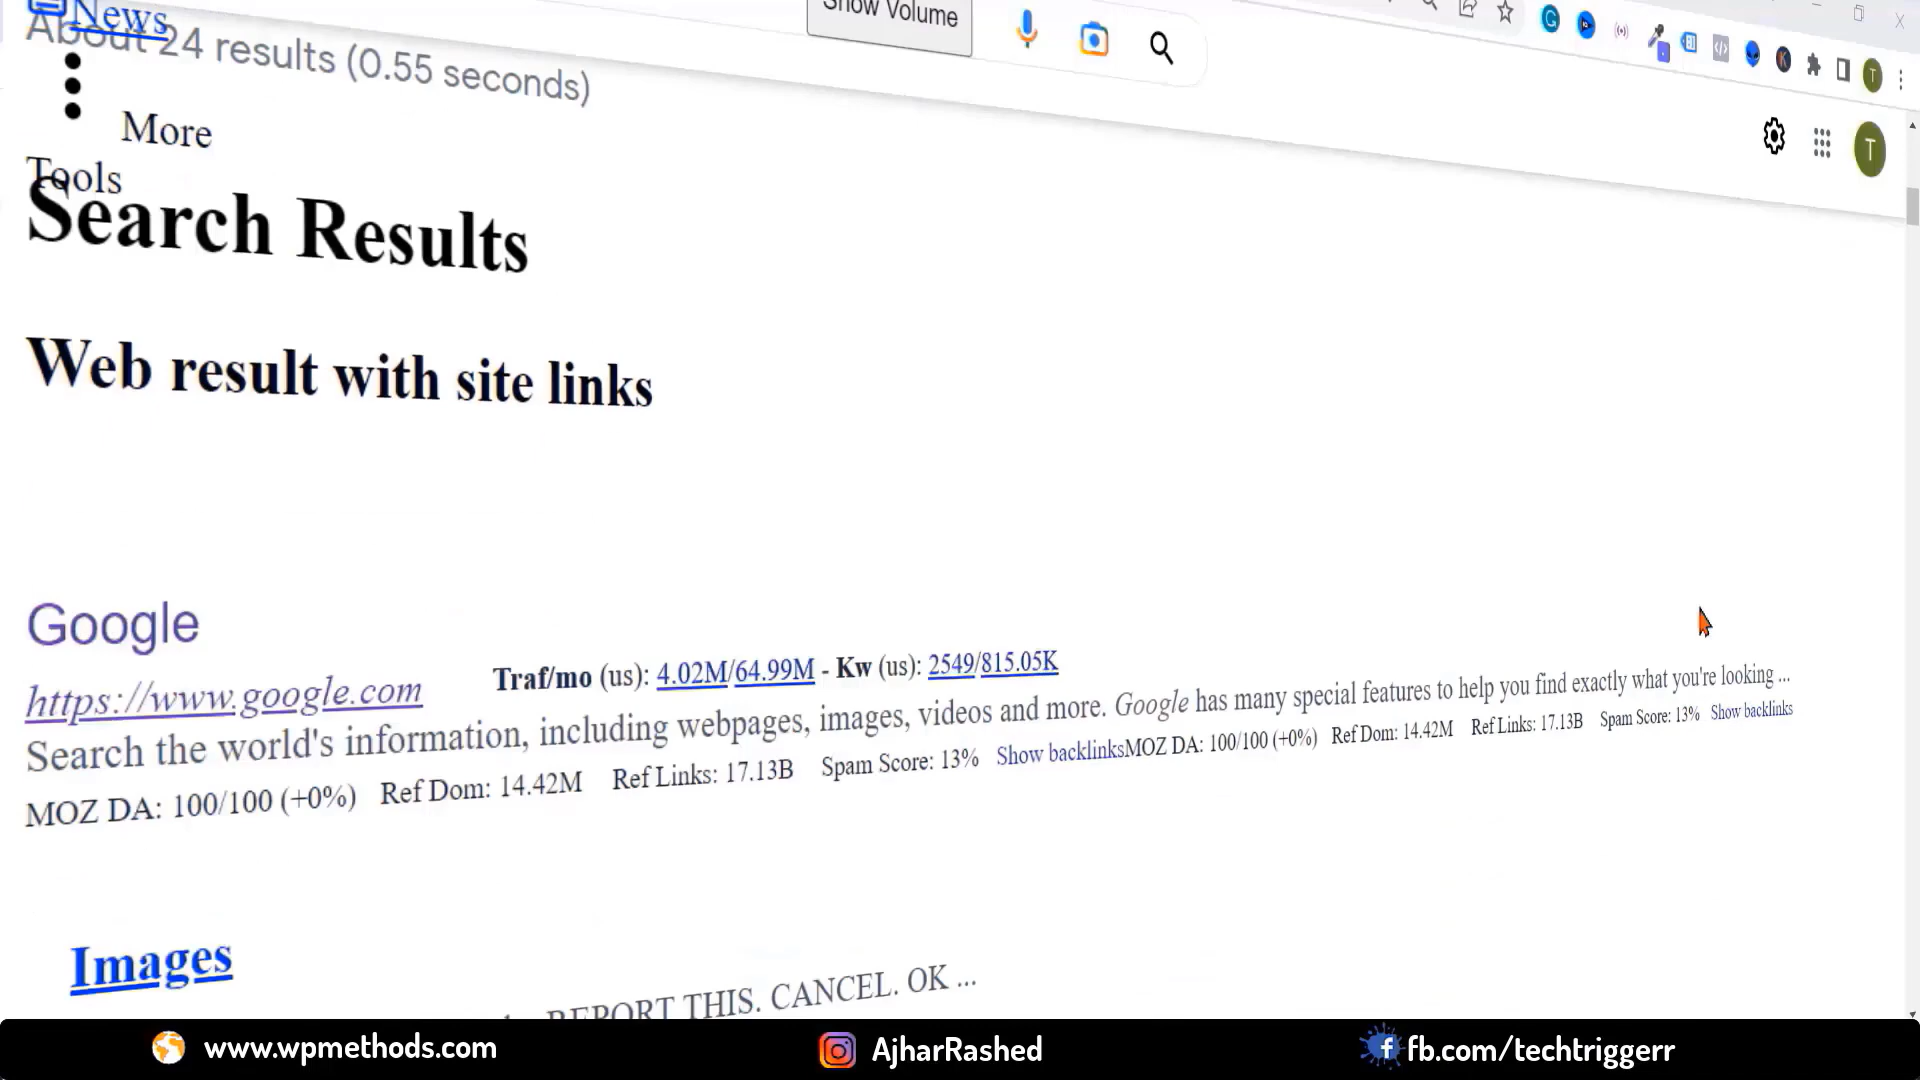 News
Show Volume
About 24 results (0.55 seconds)
More
Tools
T
T
Search Results
Web result with site links
Google
https://www.google.com
Traf/mo (us): 4.02M/64.99M - Kw (us): 2549/815.05K
Search the world's information, including webpages, images, videos and more. Google has many special features to help you find exactly what you're looking ...
MOZ DA: 100/100 (+0%) Ref Dom: 14.42M Ref Links: 17.13B Spam Score: 13% Show backlinksMOZ DA: 100/100 (+0%) Ref Dom: 14.42M Ref Links: 17.13B Spam Score: 13% Show backlinks
Images
REPORT THIS. CANCEL. OK ...
www.wpmethods.com
AjharRashed
fb.com/techtriggerr